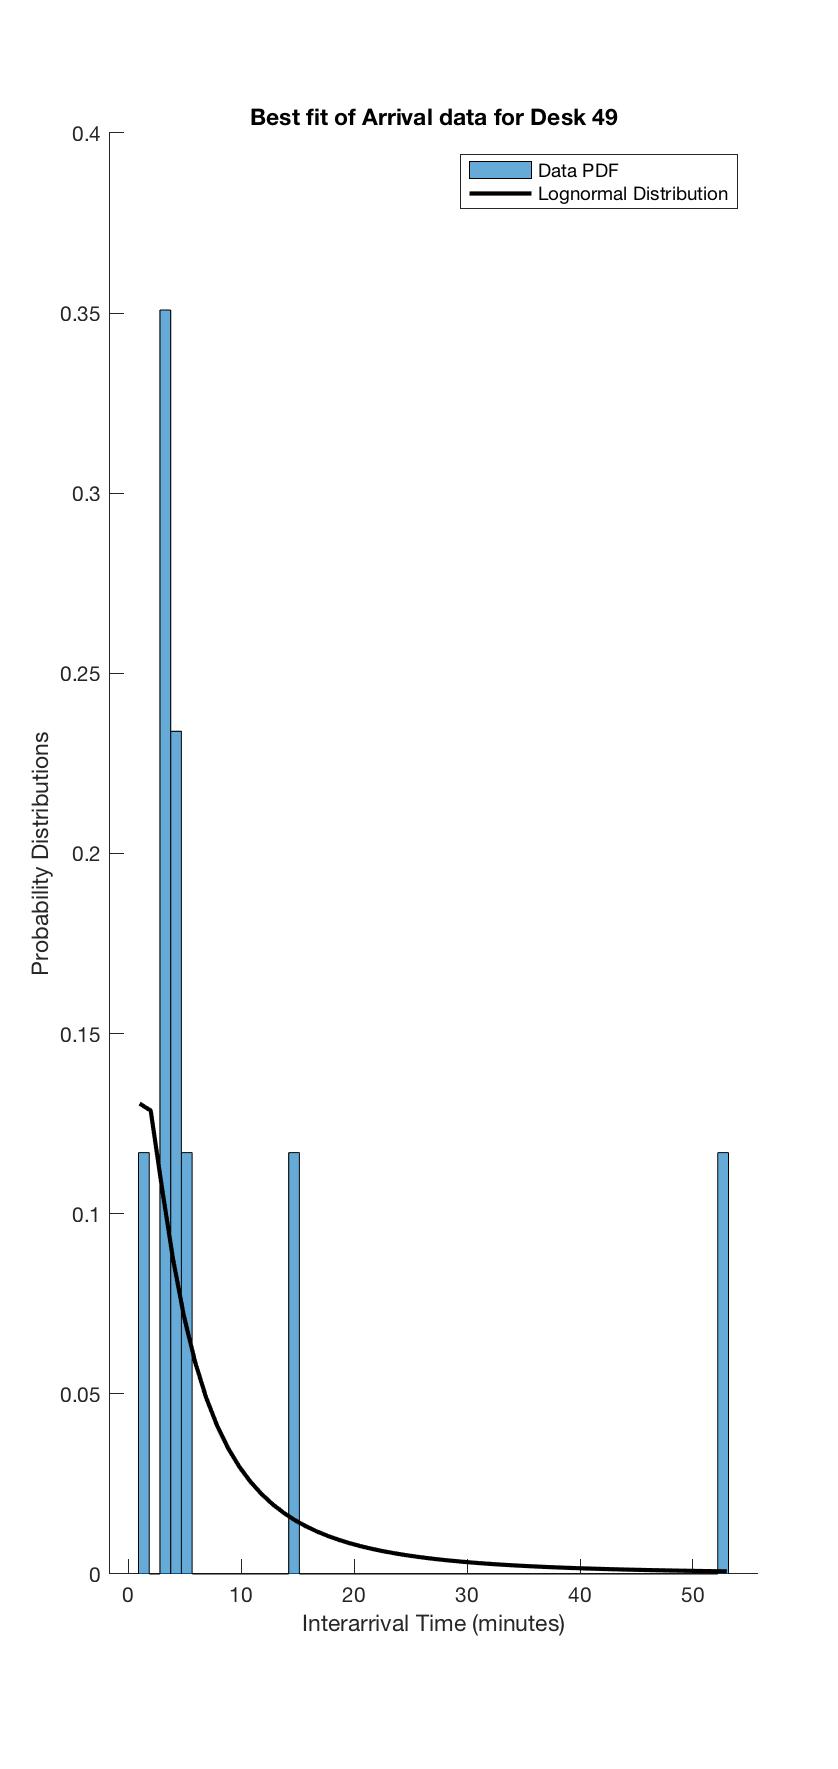 Best fit of Arrival data for Desk 49
Data PDF
Lognormal Distribution
0.4
0.35
0.3
0.25
0.2
0.15
0.1
0.05
0
Probability Distributions
0 10 20 30 40 50
Interarrival Time (minutes)